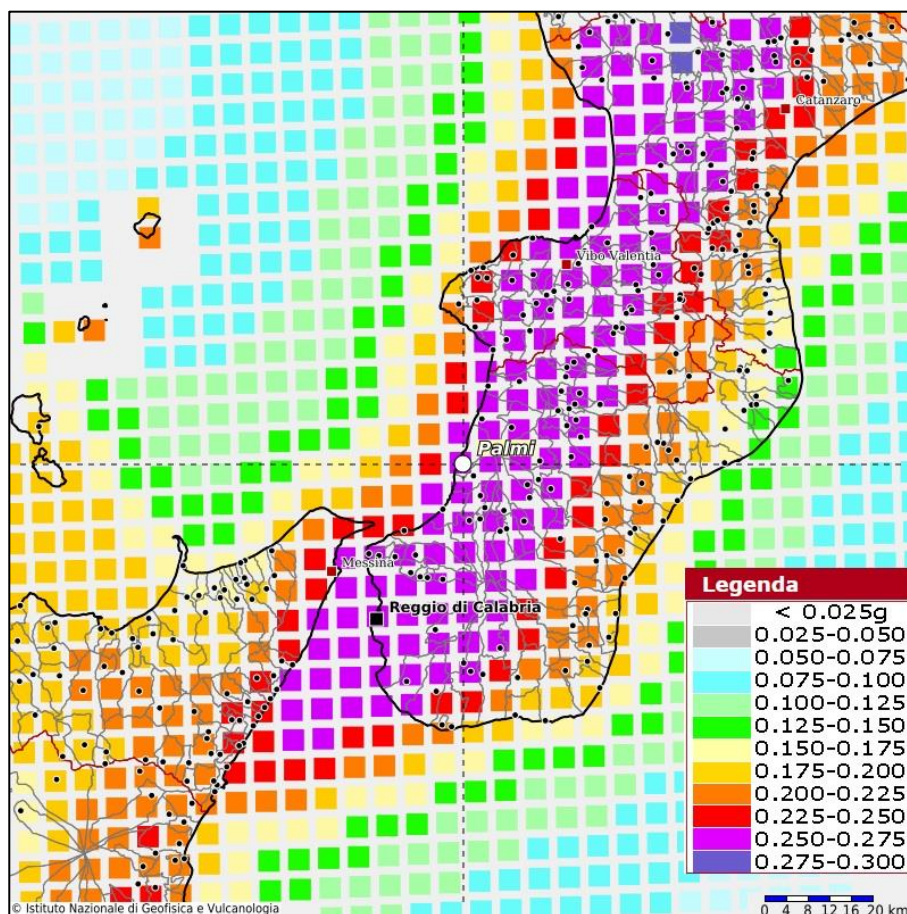 Catanzaro
Vibo Valentia
Palmi
Messina
Reggio di Calabria
Legenda
< 0.025g
0.025-0.050
0.050-0.075
0.075-0.100
0.100-0.125
0.125-0.150
0.150-0.175
0.175-0.200
0.200-0.225
0.225-0.250
0.250-0.275
0.275-0.300
© Istituto Nazionale di Geofisica e Vulcanologia
0 4 8 12 16 20 km